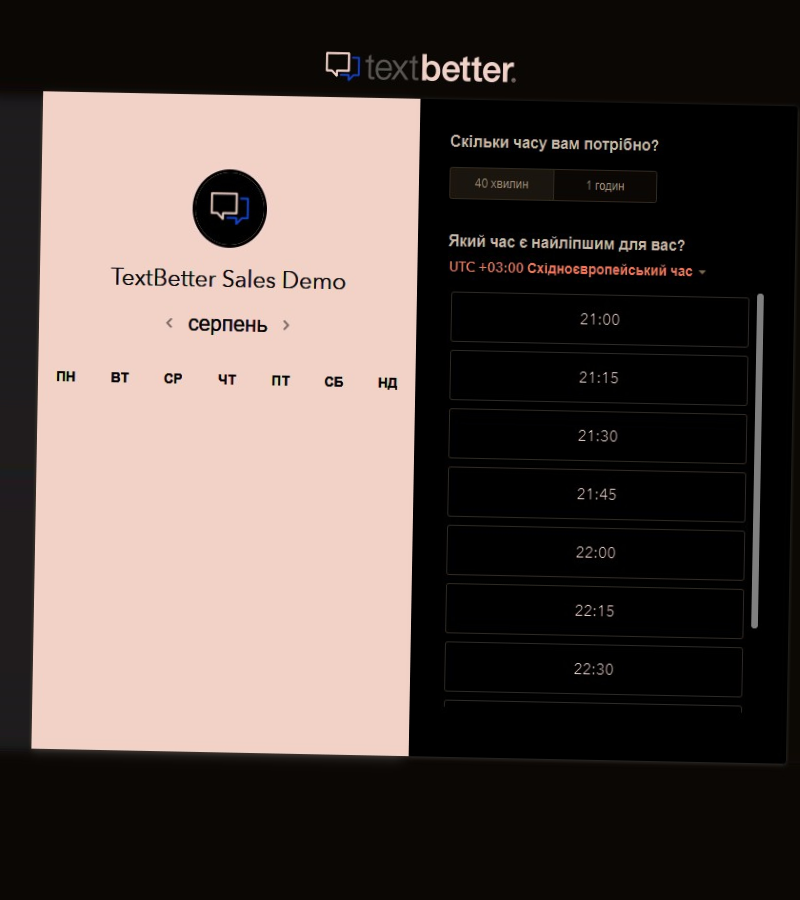 textbetter.
TextBetter Sales Demo
серпень
ПН ВТ СР ЧТ ПТ СБ НД
Скільки часу вам потрібно?
40 хвилин 1 годин
Який час є найліпшим для вас?
UTC +03:00 Східноєвропейський час
21:00
21:15
21:30
21:45
22:00
22:15
22:30